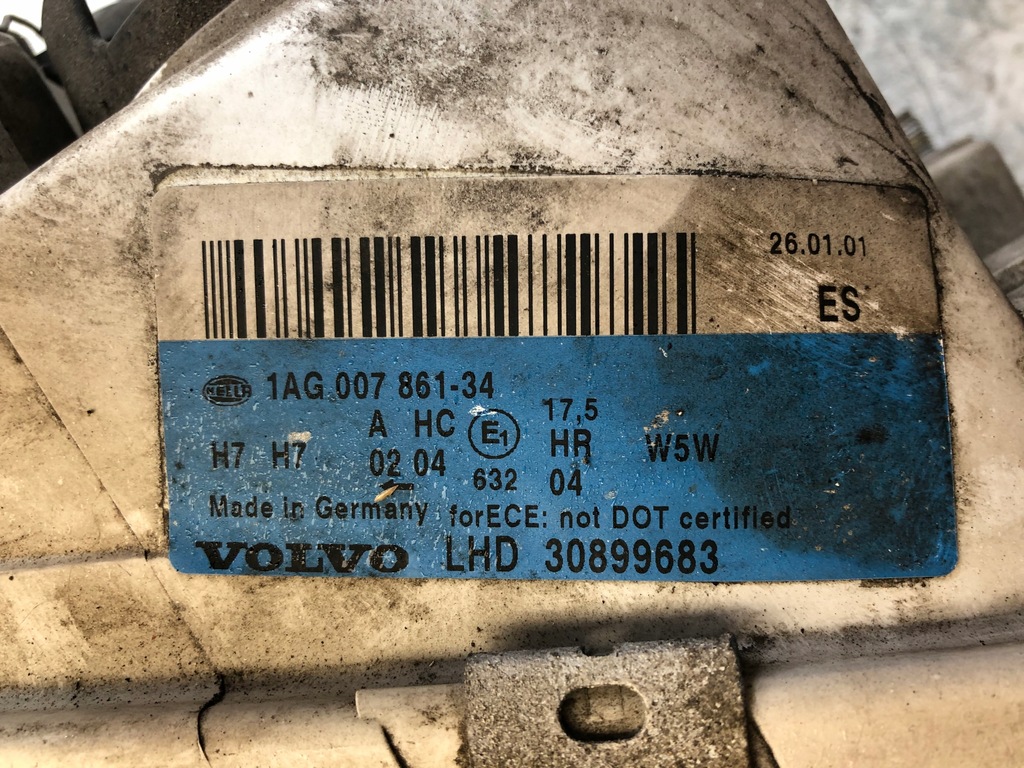 26.01.01
ES
HELLA 1AG 007 861-34
A HC E1 17,5
H7 H7 02 04 632 HR 04 W5W
Made in Germany forECE: not DOT certified
VOLVO LHD 30899683